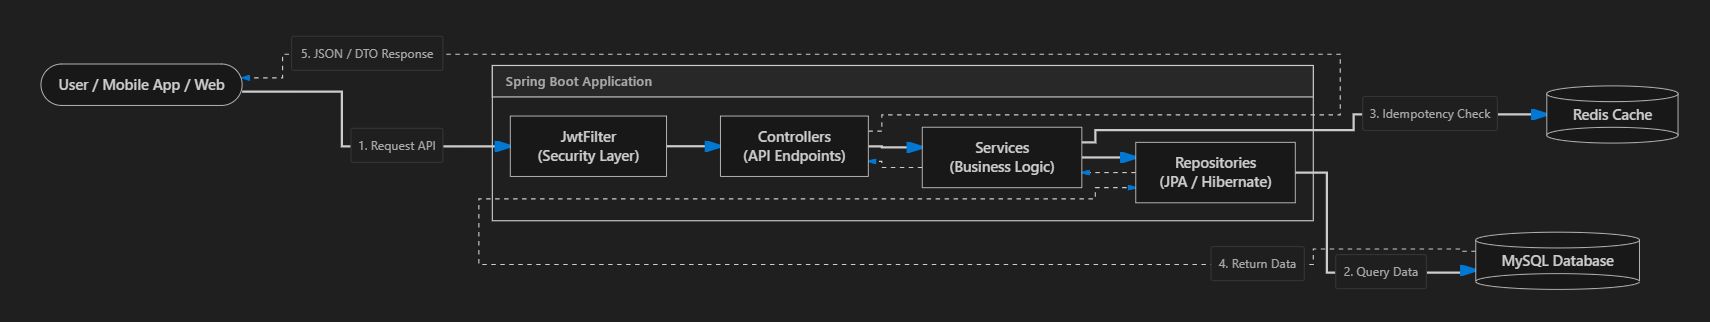 5. JSON / DTO Response
User / Mobile App / Web
Spring Boot Application
1. Request API
JwtFilter
(Security Layer)
Controllers
(API Endpoints)
Services
(Business Logic)
Repositories
(JPA / Hibernate)
3. Idempotency Check
Redis Cache
4. Return Data
2. Query Data
MySQL Database